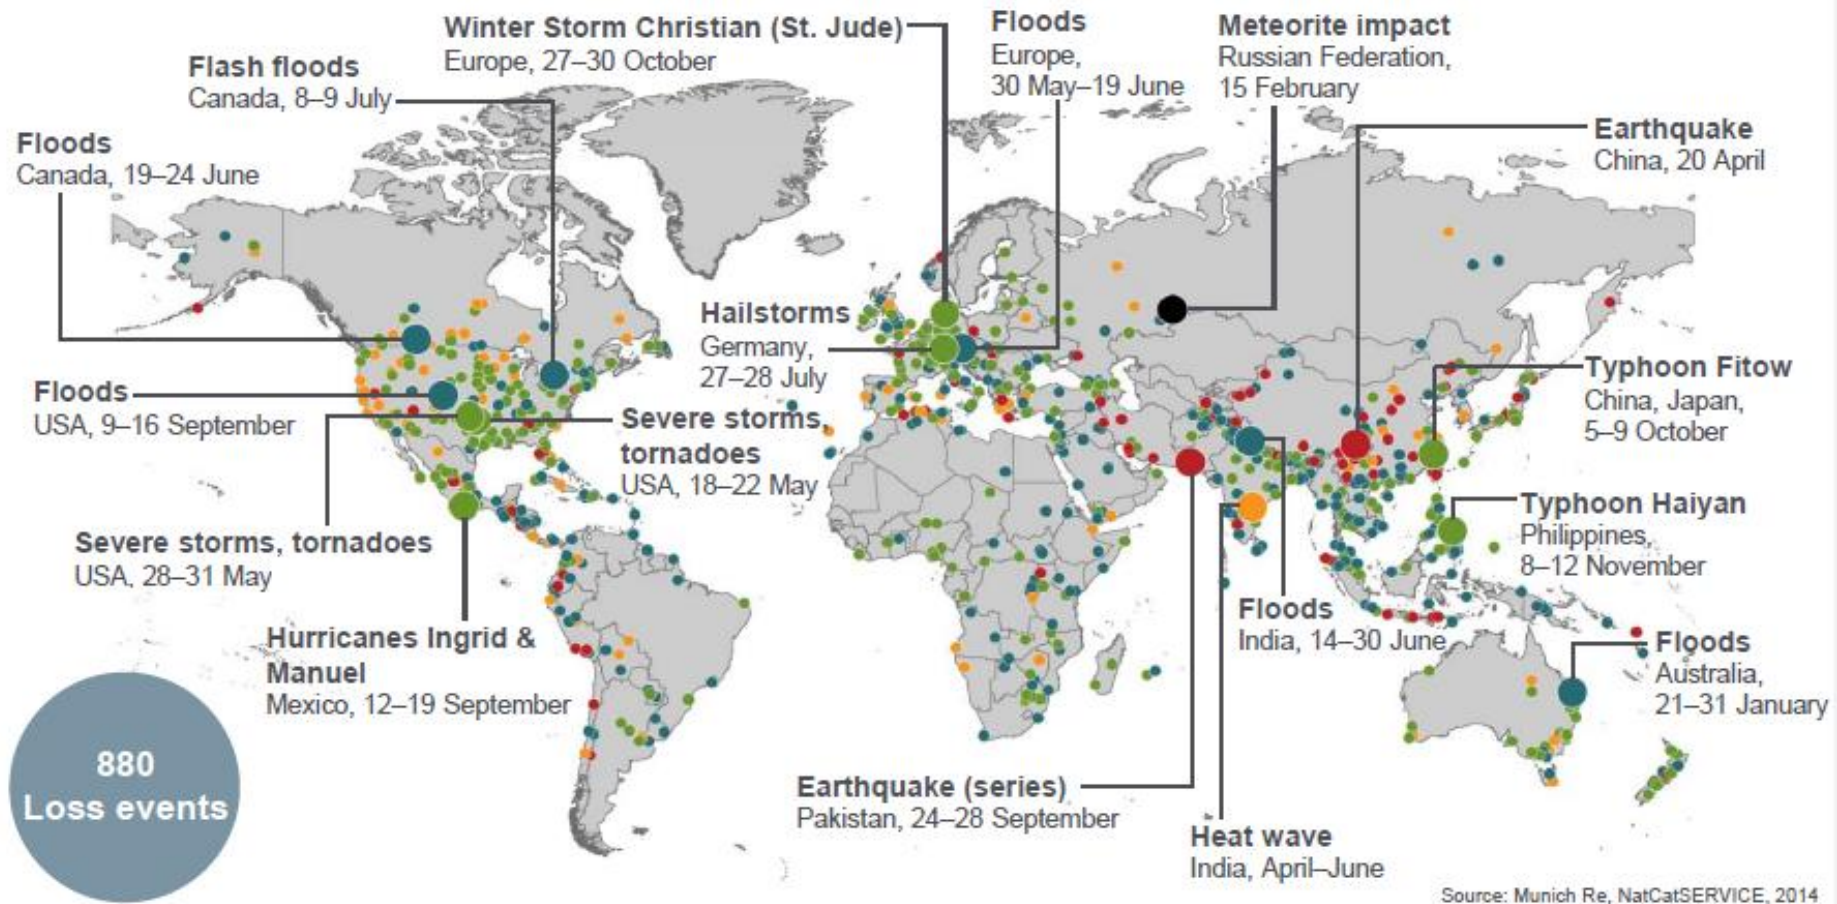 Winter Storm Christian (St. Jude)
Europe, 27–30 October
Floods
Europe,
30 May–19 June
Meteorite impact
Russian Federation,
15 February
Flash floods
Canada, 8–9 July
Earthquake
China, 20 April
Floods
Canada, 19–24 June
Hailstorms
Germany,
27–28 July
Typhoon Fitow
China, Japan,
5–9 October
Floods
USA, 9–16 September
Severe storms,
tornadoes
USA, 18–22 May
Typhoon Haiyan
Philippines,
8–12 November
Severe storms, tornadoes
USA, 28–31 May
Floods
India, 14–30 June
Hurricanes Ingrid &
Manuel
Mexico, 12–19 September
Floods
Australia,
21–31 January
880
Loss events
Earthquake (series)
Pakistan, 24–28 September
Heat wave
India, April–June
Source: Munich Re, NatCatSERVICE, 2014